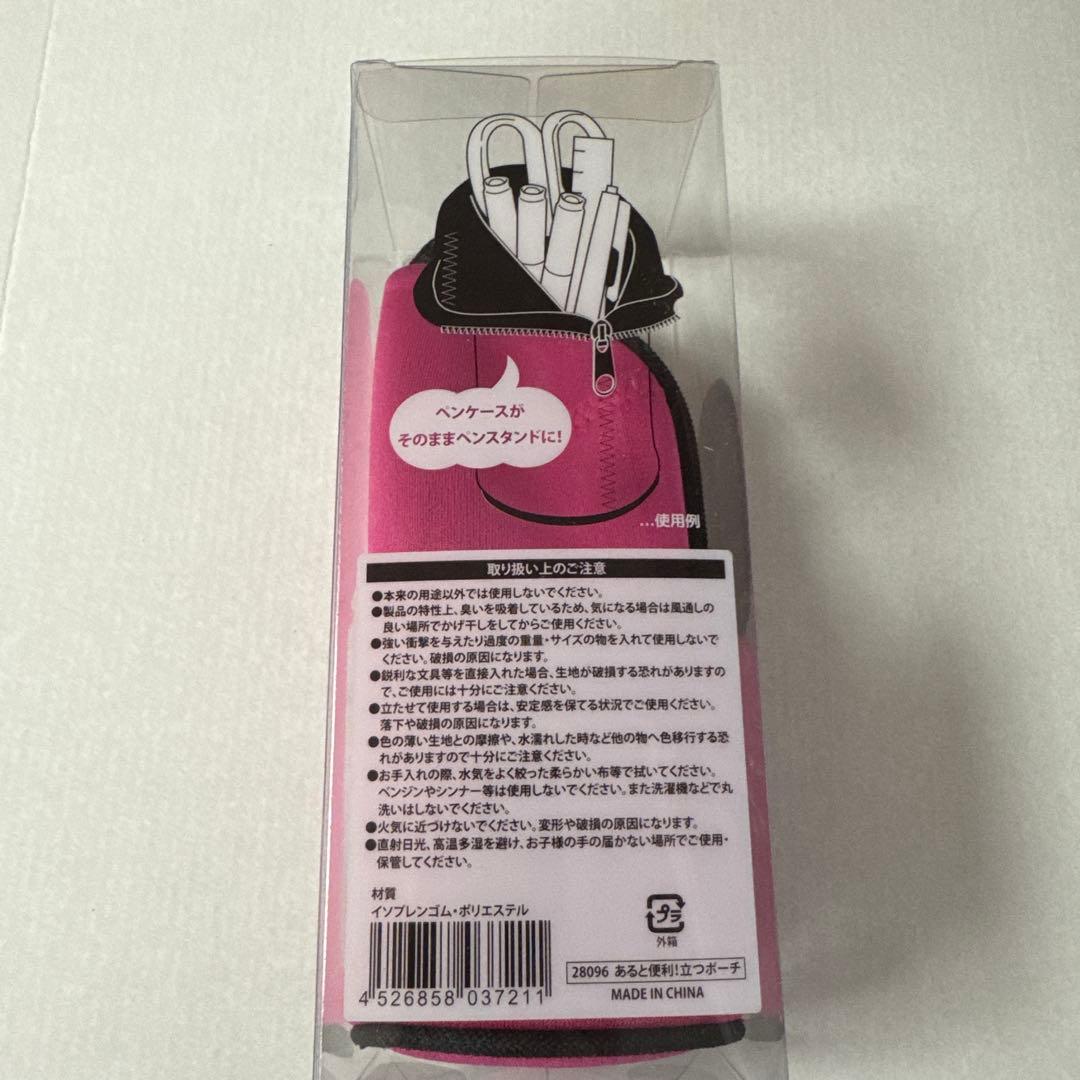 ペンケースが
そのままペンスタンドに!
…使用例
取り扱い上のご注意
●本来の用途以外では使用しないでください。
●製品の特性上、臭いを吸着しているため、気になる場合は風通しの
良い場所でかげ干しをしてからご使用ください。
●強い衝撃を与えたり過度の重量・サイズの物を入れて使用しないで
ください。破損の原因になります。
●鋭利な文具等を直接入れた場合、生地が破損する恐れがありますの
で、ご使用には十分にご注意ください。
●立たせて使用する場合は、安定感を保てる状況でご使用ください。
落下や破損の原因になります。
●色の薄い生地との摩擦や、水濡れした時など他の物へ色移行する恐
れがありますので十分にご注意ください。
●お手入れの際、水気をよく絞った柔らかい布等で拭いてください。
ベンジンやシンナー等は使用しないでください。また洗濯機などで丸
洗いはしないでください。
●火気に近づけないでください。変形や破損の原因になります。
●直射日光、高温多湿を避け、お子様の手の届かない場所でご使用・
保管してください。
材質
イソプレンゴム・ポリエステル
プラ
外箱
4 526858 037211
28096 あると便利!立つポーチ
MADE IN CHINA